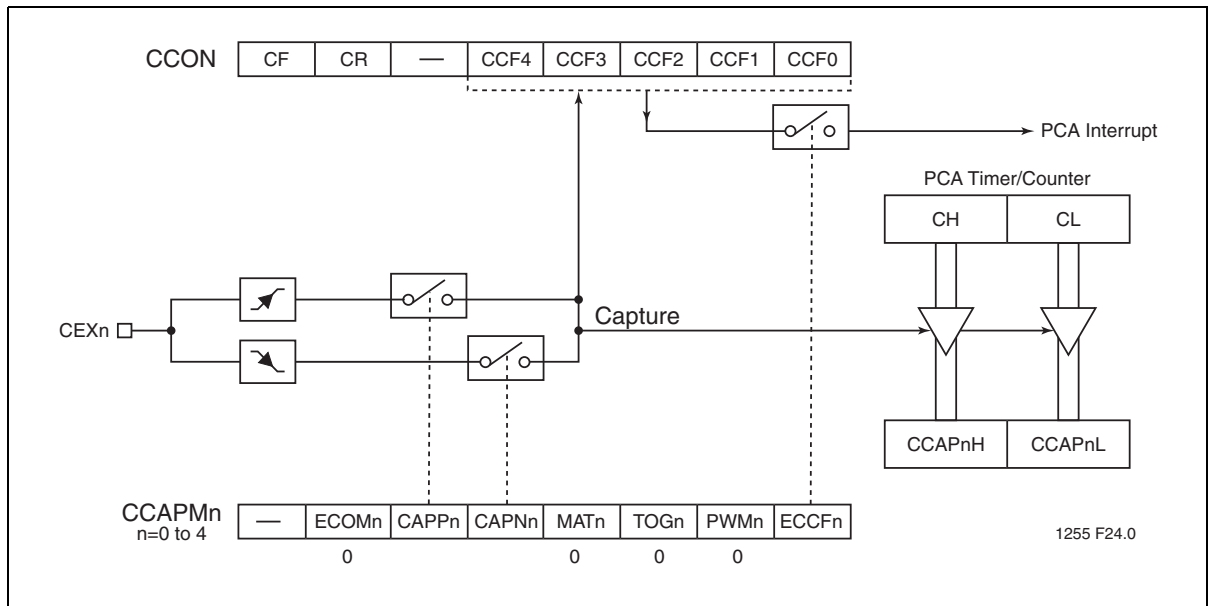 CCON CF CR — CCF4 CCF3 CCF2 CCF1 CCF0
PCA Interrupt
PCA Timer/Counter
CH CL
CEXn
Capture
CCAPnH CCAPnL
CCAPMn — ECOMn CAPPn CAPNn MATn TOGn PWMn ECCFn
n=0 to 4
0 0 0 0
1255 F24.0